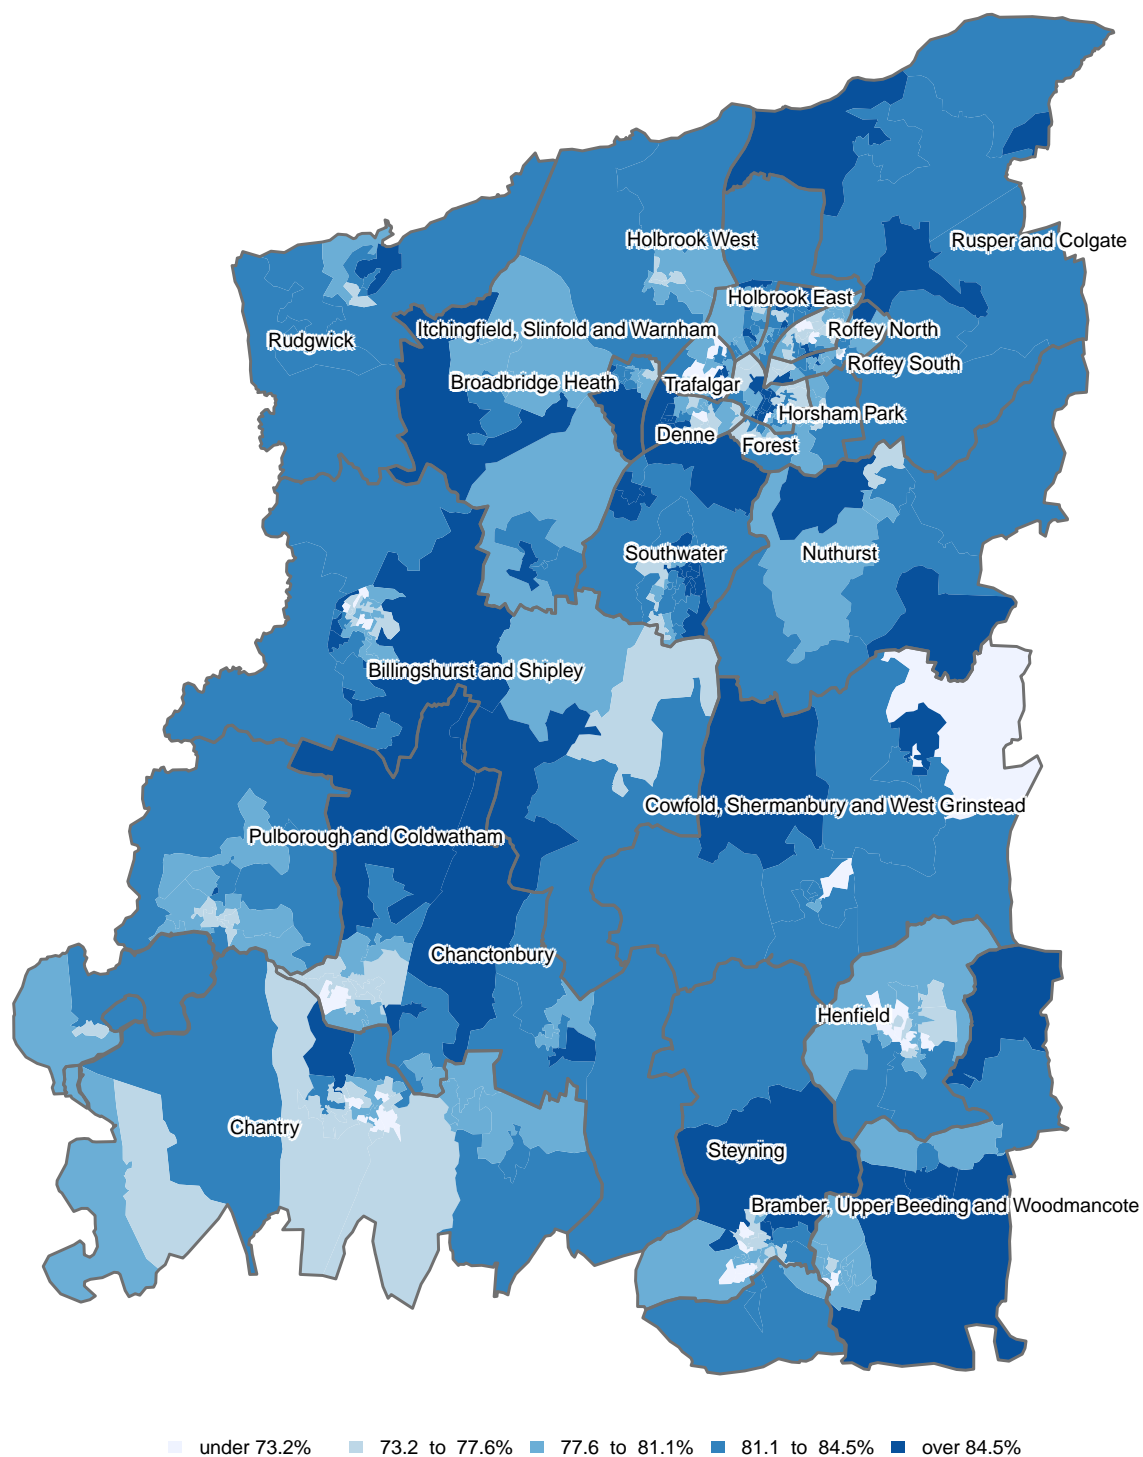 Holbrook West
Rusper and Colgate
Holbrook East
Itchingfield, Slinfold and Warnham
Roffey North
Rudgwick
Roffey South
Broadbridge Heath
Trafalgar
Horsham Park
Denne
Forest
Southwater
Nuthurst
Billingshurst and Shipley
Cowfold, Shermanbury and West Grinstead
Pulborough and Coldwatham
Chanctonbury
Henfield
Chantry
Steyning
Bramber, Upper Beeding and Woodmancote
under 73.2% 73.2 to 77.6% 77.6 to 81.1% 81.1 to 84.5% over 84.5%